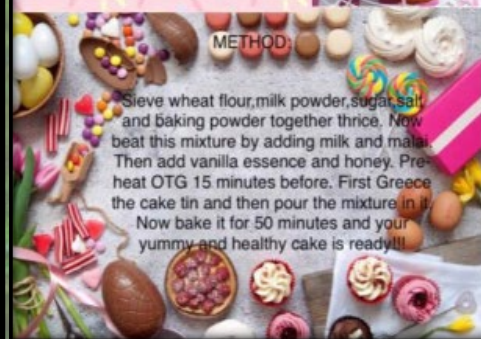 METHOD:
Sieve wheat flour,milk powder,sugar,salt
and baking powder together thrice. Now
beat this mixture by adding milk and malai.
Then add vanilla essence and honey. Pre-
heat OTG 15 minutes before. First Greece
the cake tin and then pour the mixture in it.
Now bake it for 50 minutes and your
yummy and healthy cake is ready!!!